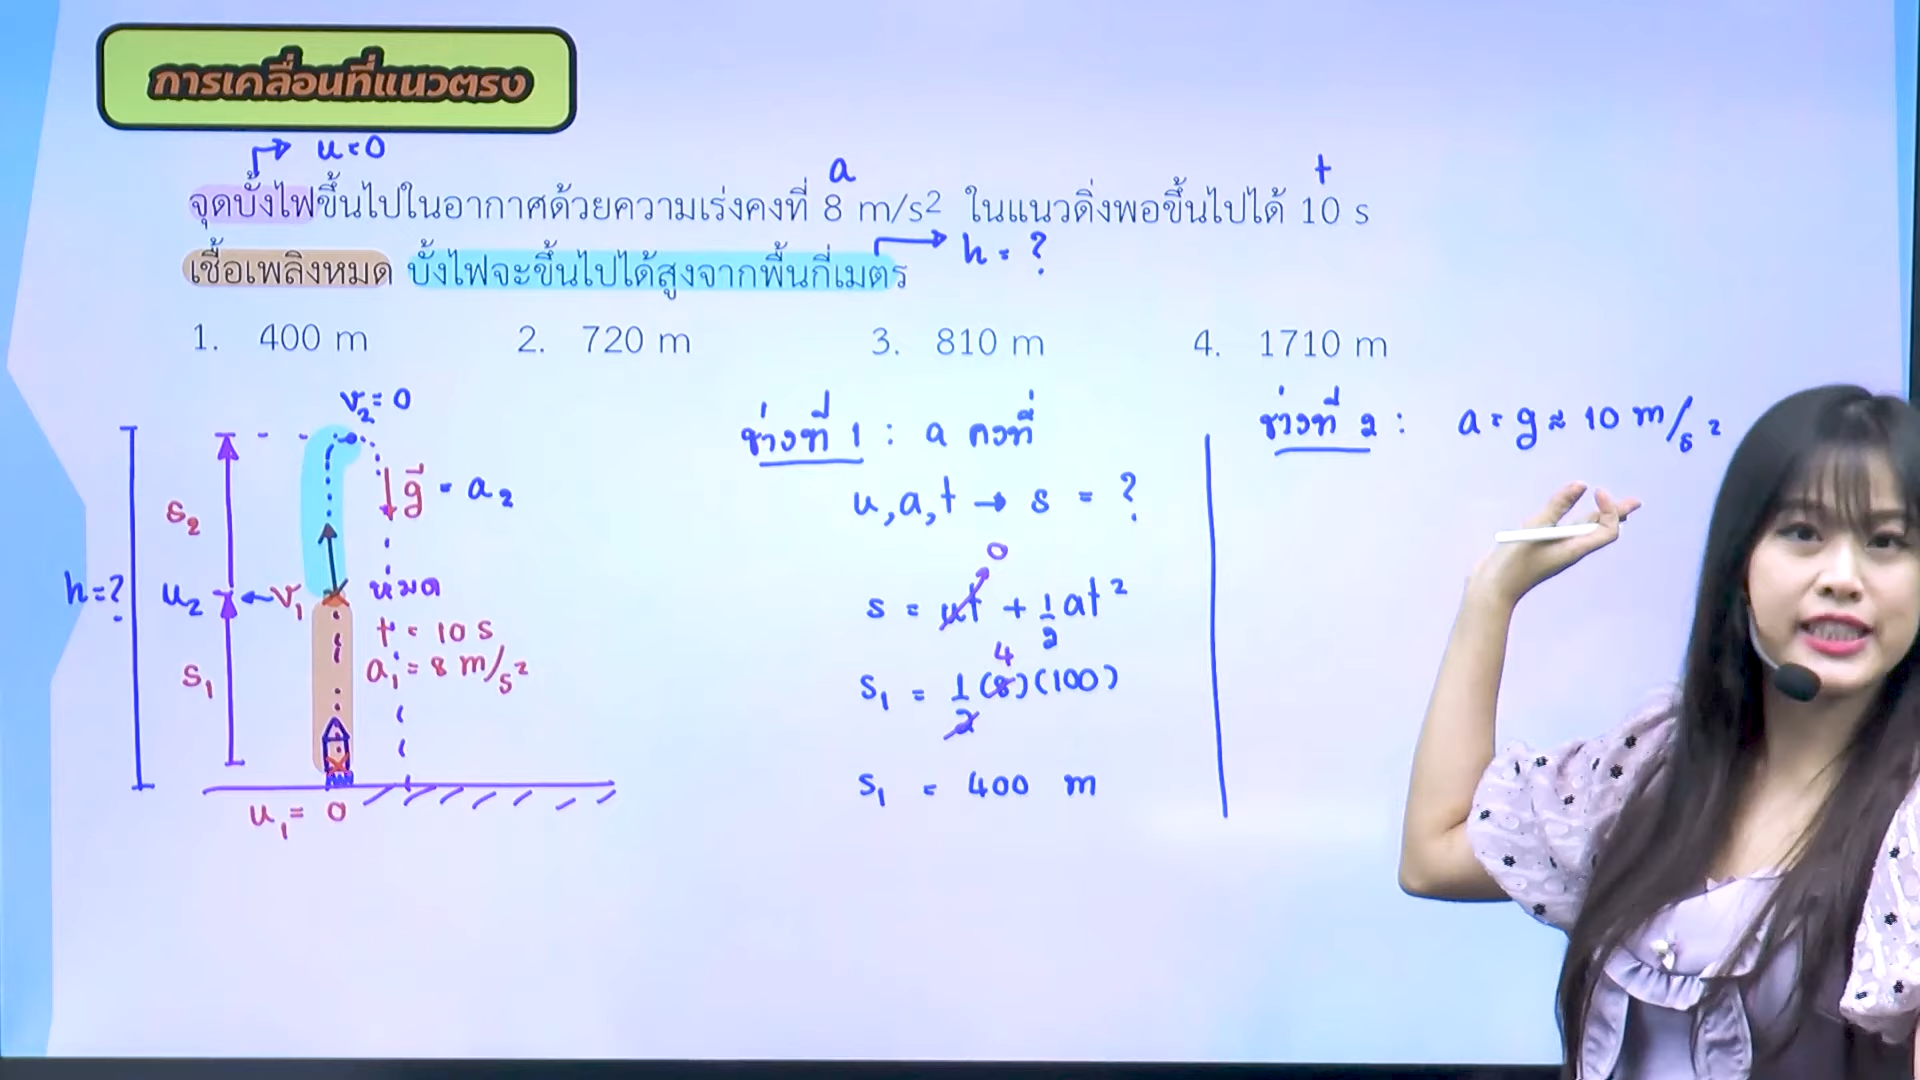 การเคลื่อนที่แนวตรง
u = 0
a
t
จุดบั้งไฟขึ้นไปในอากาศด้วยความเร่งคงที่ 8 m/s2 ในแนวดิ่งพอขึ้นไปได้ 10 s
เชื้อเพลิงหมด บั้งไฟจะขึ้นไปได้สูงจากพื้นกี่เมตร
h = ?
1. 400 m 2. 720 m 3. 810 m 4. 1710 m
v₂ = 0
s₂
g⃗ = a₂
h = ?
u₂ ← v₁
หมด
t = 10 s
a₁ = 8 m/s²
s₁
u₁ = 0
ช่วงที่ 1 : a คงที่
u, a, t → s = ?
0
s = ut + 1/2 at²
4
s₁ = 1/2 (8)(100)
s₁ = 400 m
ช่วงที่ 2 : a = g ≈ 10 m/s²